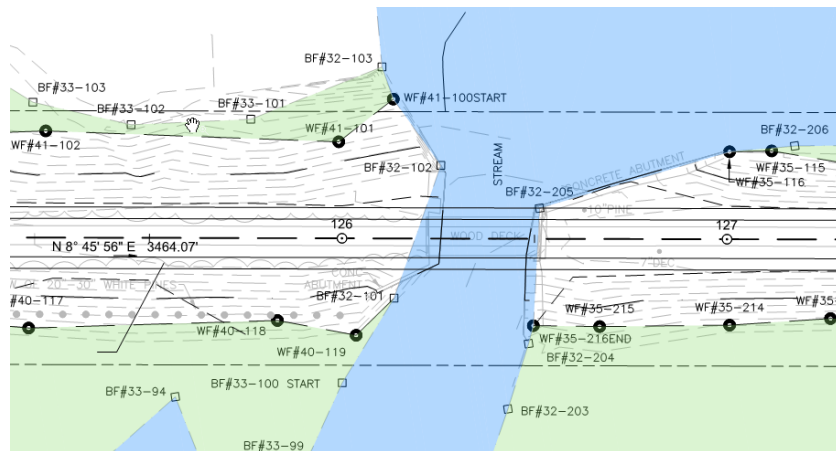 BF#32-103
BF#33-103
BF#33-102
BF#33-101
WF#41-100START
WF#41-101
WF#41-102
BF#32-102
STREAM
BF#32-206
WF#35-115
WF#35-116
CONCRETE ABUTMENT
BF#32-205
10"PINE
126
127
WOOD DECK
N 8° 45' 56" E 3464.07'
7-DEC
20'-30' WHITE PINES
CONC
ABUTMENT
BF#32-101
#40-117
WF#40-118
WF#35-215
WF#35-214
WF#35
WF#40-119
WF#35-216END
BF#32-204
BF#33-100 START
BF#33-94
BF#32-203
BF#33-99